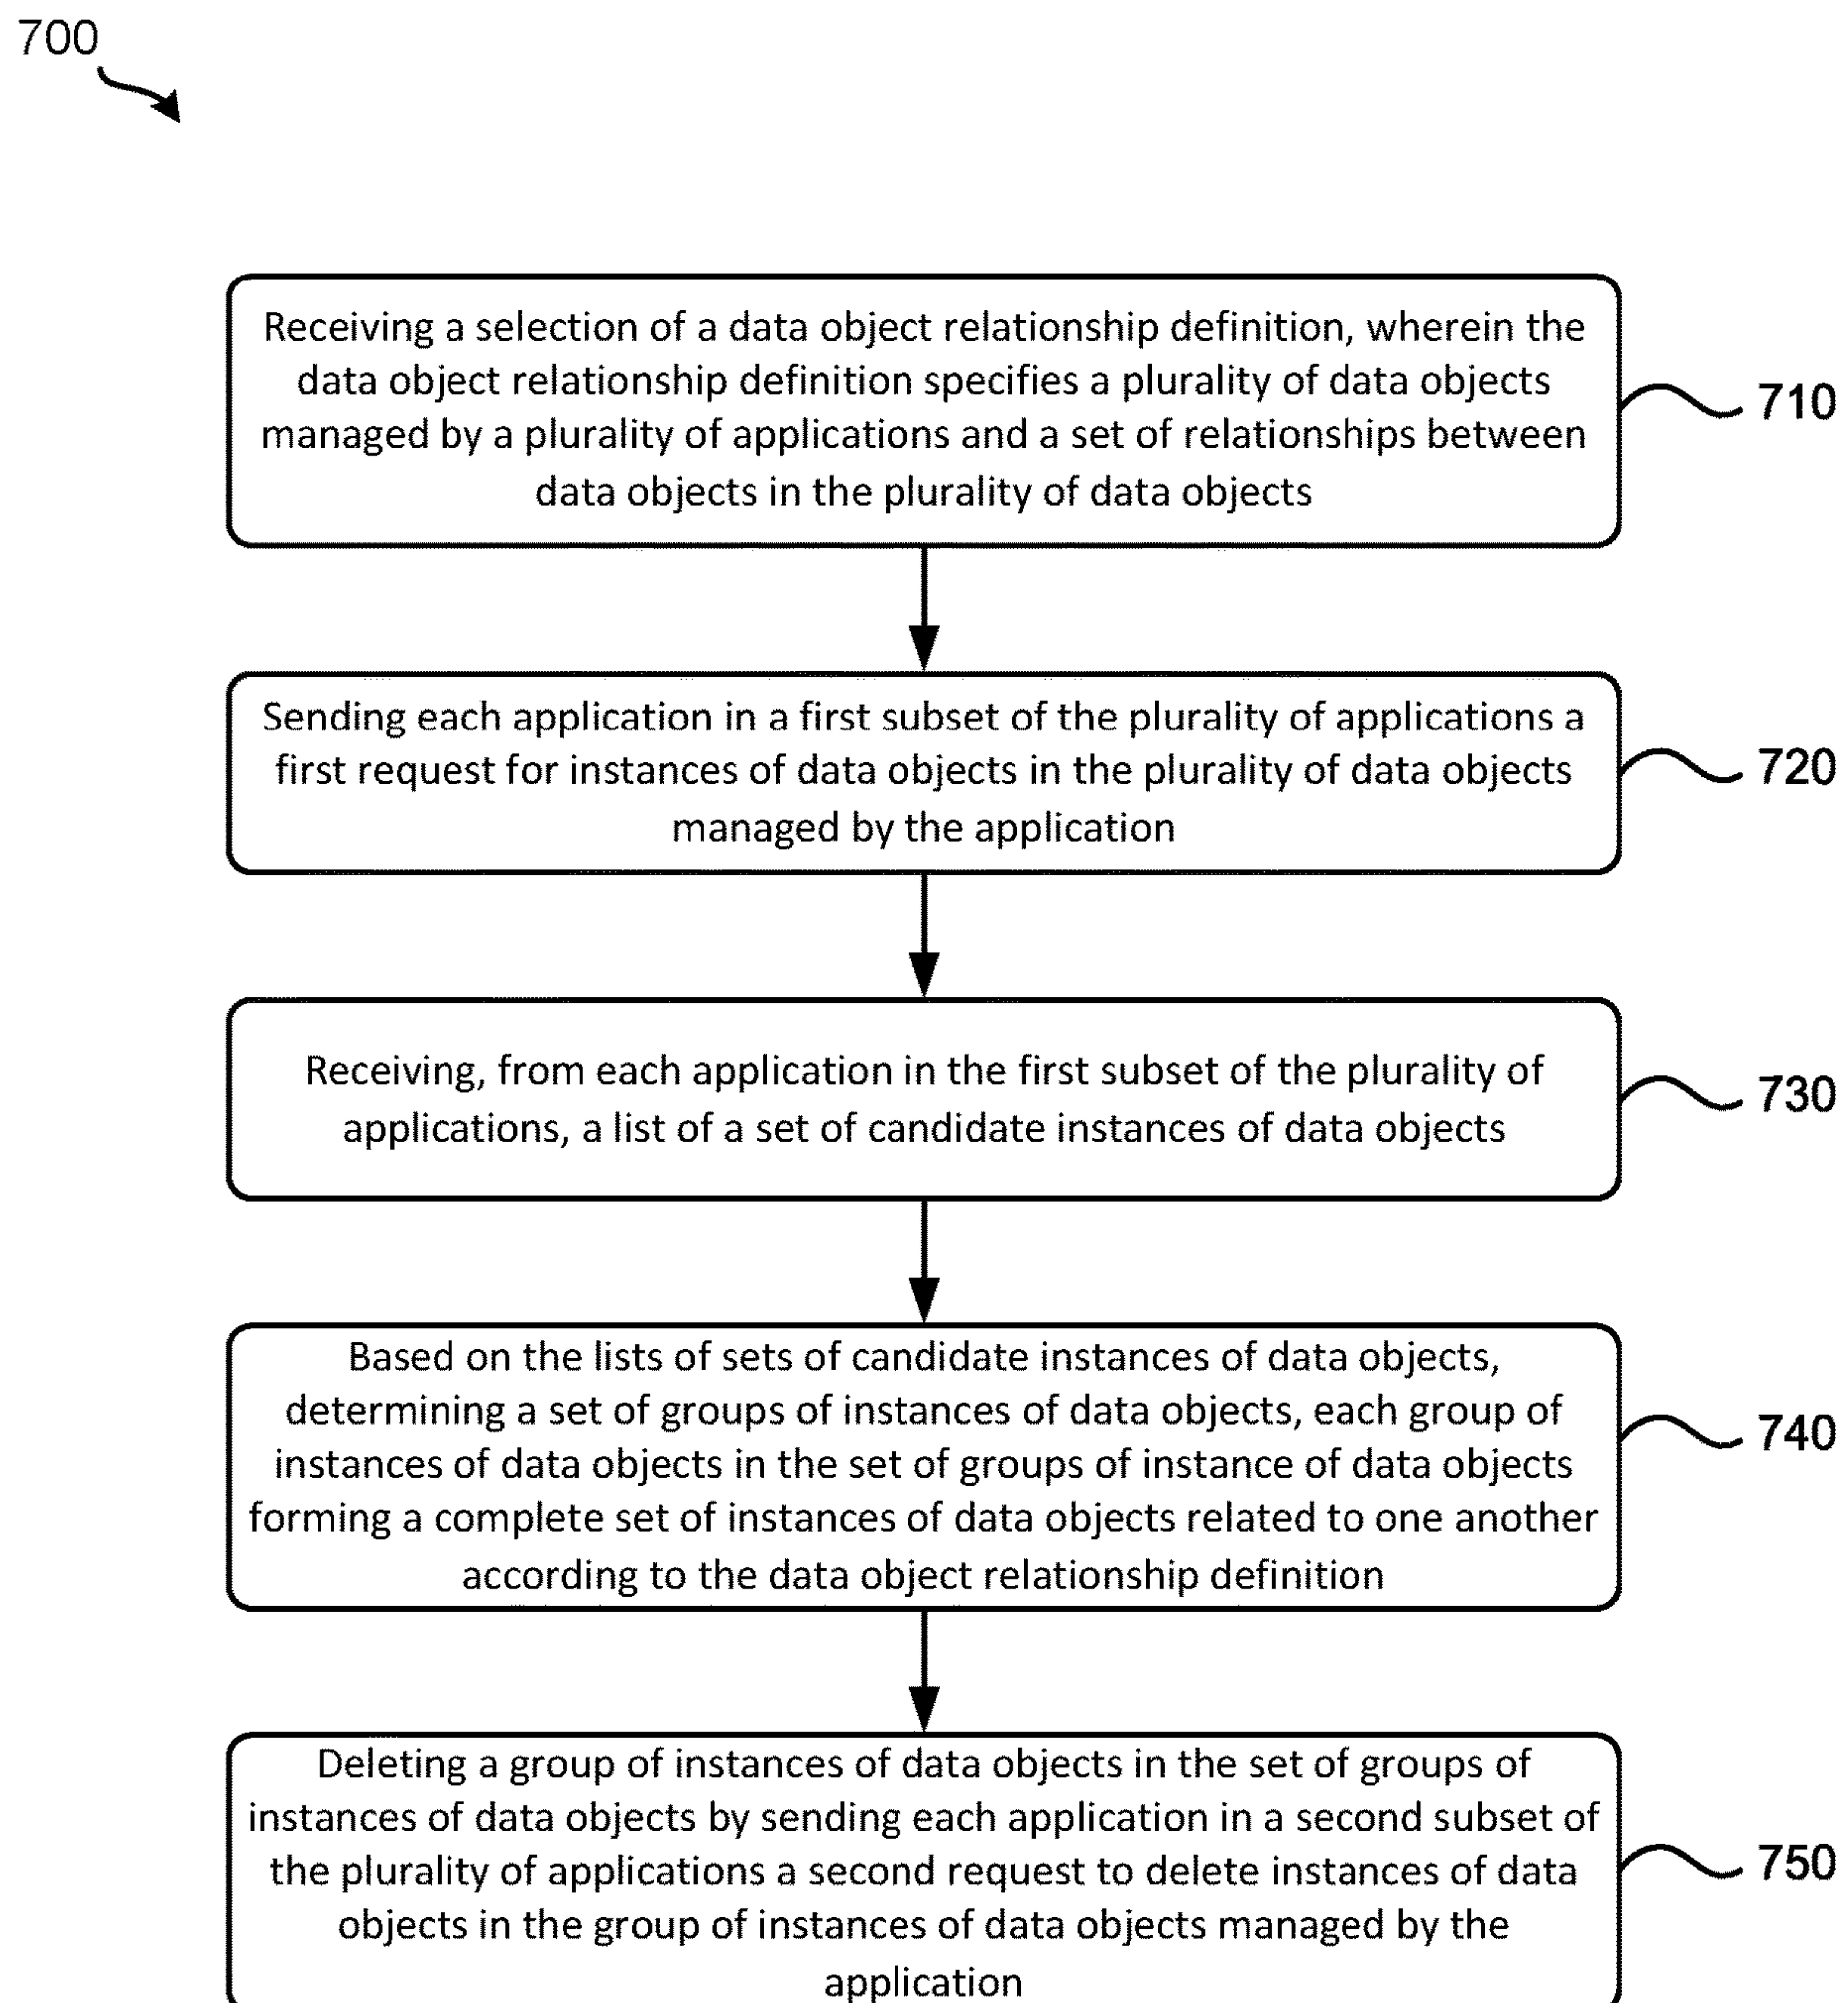 700
Receiving a selection of a data object relationship definition, wherein the
data object relationship definition specifies a plurality of data objects
managed by a plurality of applications and a set of relationships between
data objects in the plurality of data objects
710
Sending each application in a first subset of the plurality of applications a
first request for instances of data objects in the plurality of data objects
managed by the application
720
Receiving, from each application in the first subset of the plurality of
applications, a list of a set of candidate instances of data objects
730
Based on the lists of sets of candidate instances of data objects,
determining a set of groups of instances of data objects, each group of
instances of data objects in the set of groups of instance of data objects
forming a complete set of instances of data objects related to one another
according to the data object relationship definition
740
Deleting a group of instances of data objects in the set of groups of
instances of data objects by sending each application in a second subset of
the plurality of applications a second request to delete instances of data
objects in the group of instances of data objects managed by the
application
750